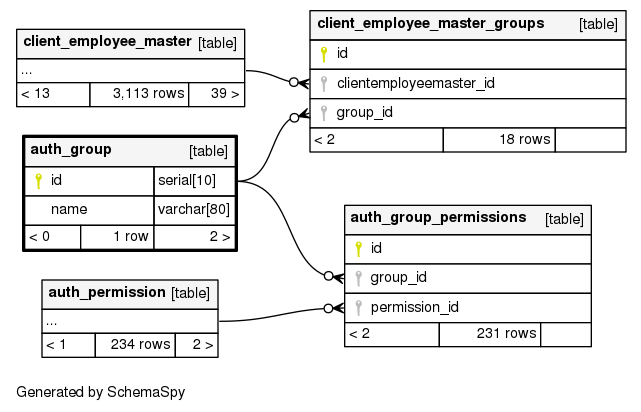 client_employee_master [table]
...
< 13 3,113 rows 39 >
client_employee_master_groups [table]
id
clientemployeemaster_id
group_id
< 2 18 rows
auth_group [table]
id serial[10]
name varchar[80]
< 0 1 row 2 >
auth_group_permissions [table]
id
group_id
permission_id
< 2 231 rows
auth_permission [table]
...
< 1 234 rows 2 >
Generated by SchemaSpy